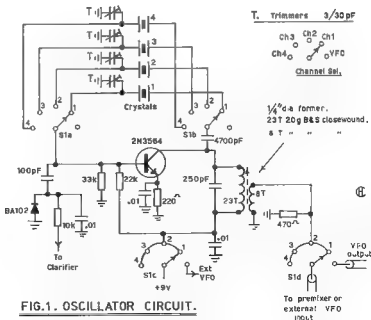 T. Trimmers 3/30pF
Ch3
Ch2
Ch1
Ch4
VFO
Channel Sel.
T
T
T
T
4
3
2
1
Crystals
4
3
2
1
S1a
4
3
2
1
S1b
4700pF
2N3564
1/4" dia former.
23T 20g B&S closewound.
6 T " " "
100pF
33k
22k
.01
220
250pF
23T
8T
470
BA102
10k
.01
To
Clarifier
.01
4
3
2
1
S1c
Ext
VFO
+9v
3
2
1
4
S1d
VFO
output
To premixer or
external VFO
input
FIG.1. OSCILLATOR CIRCUIT.